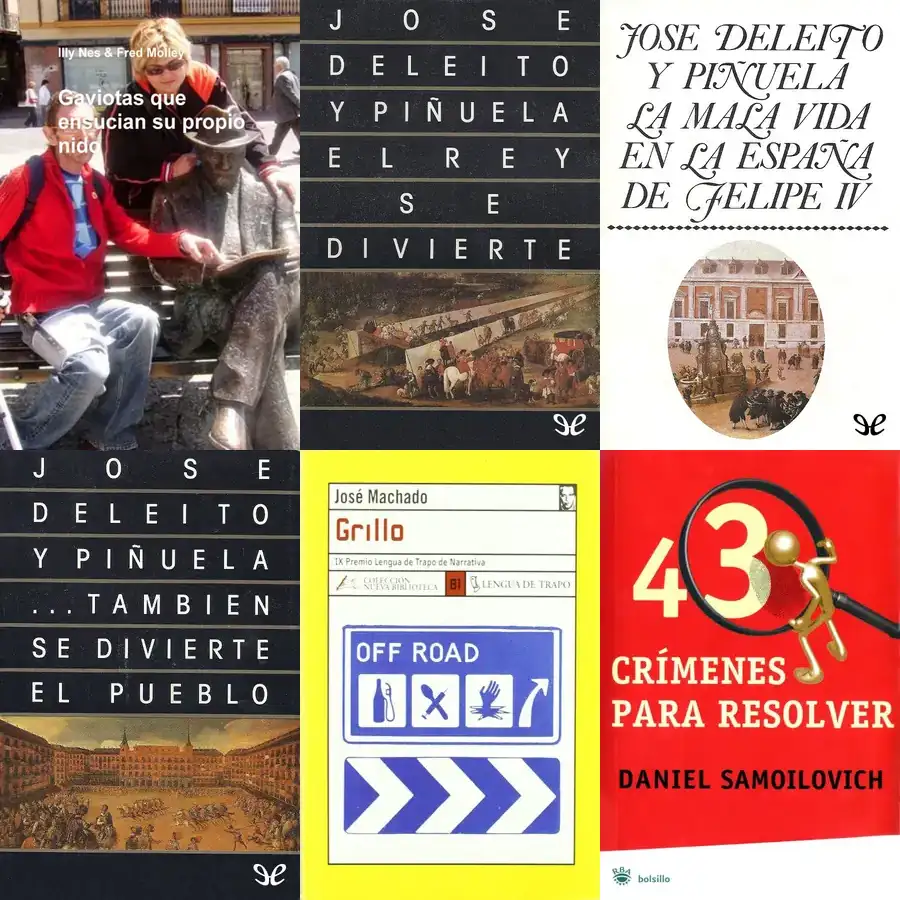 Illy Nes & Fred Molley
Gaviotas que
ensucian su propio
nido
JOSE
DELEITO
Y PIÑUELA
EL REY
SE
DIVIERTE
JOSE DELEITO
Y PIÑUELA
LA MALA VIDA
EN LA ESPAÑA
DE FELIPE IV
JOSE
DELEITO
Y PIÑUELA
...TAMBIEN
SE DIVIERTE
EL PUEBLO
José Machado
Grillo
IX Premio Lengua de Trapo de Narrativa
COLECCIÓN
NUEVA BIBLIOTECA
81
LENGUA DE TRAPO
OFF ROAD
43
CRÍMENES
PARA RESOLVER
DANIEL SAMOILOVICH
RBA
bolsillo